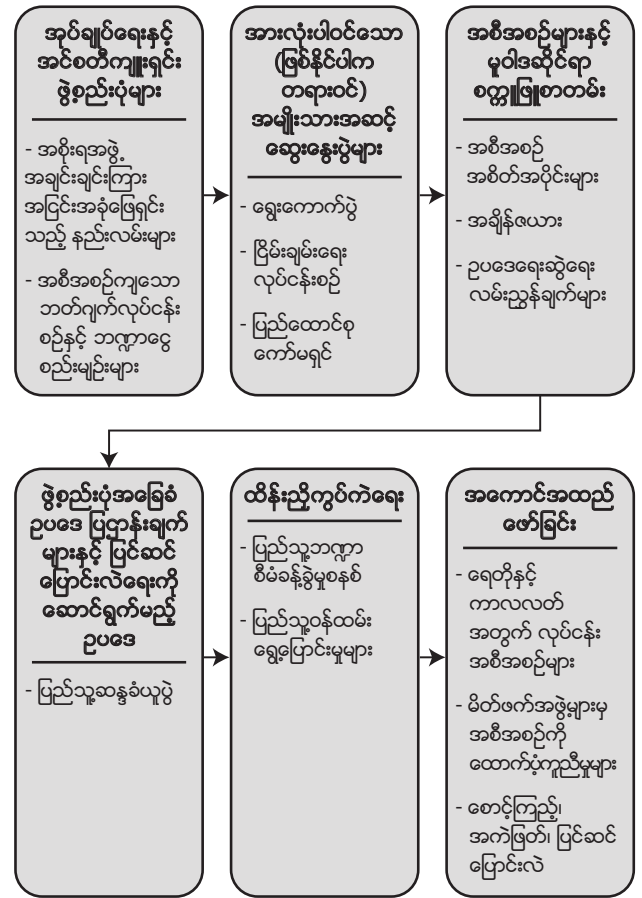 အုပ်ချုပ်ရေးနှင့်
အင်စတီကျူးရှင်း
ဖွဲ့စည်းပုံများ
- အစိုးရအဖွဲ့
အချင်းချင်းကြား
အငြင်းအခုံဖြေရှင်း
သည့် နည်းလမ်းများ
- အစီအစဉ်ကျသော
ဘတ်ဂျက်လုပ်ငန်း
စဉ်နှင့် ဘဏ္ဍာငွေ
စည်းမျဉ်းများ
အားလုံးပါဝင်သော
(ဖြစ်နိုင်ပါက
တရားဝင်)
အမျိုးသားအဆင့်
ဆွေးနွေးပွဲများ
- ရွေးကောက်ပွဲ
- ငြိမ်းချမ်းရေး
လုပ်ငန်းစဉ်
- ပြည်ထောင်စု
ကော်မရှင်
အစီအစဉ်များနှင့်
မူဝါဒဆိုင်ရာ
စက္ကူဖြူစာတမ်း
- အစီအစဉ်
အစိတ်အပိုင်းများ
- အချိန်ဇယား
- ဥပဒေရေးဆွဲရေး
လမ်းညွှန်ချက်များ
ဖွဲ့စည်းပုံအခြေခံ
ဥပဒေ ပြဌာန်းချက်
များနှင့် ပြင်ဆင်
ပြောင်းလဲရေးကို
ဆောင်ရွက်မည့်
ဥပဒေ
- ပြည်သူ့ဆန္ဒခံယူပွဲ
ထိန်းညှိကွပ်ကဲရေး
- ပြည်သူ့ဘဏ္ဍာ
စီမံခန့်ခွဲမှုစနစ်
- ပြည်သူ့ဝန်ထမ်း
ရွှေ့ပြောင်းမှုများ
အကောင်အထည်
ဖော်ခြင်း
- ရေတိုနှင့်
ကာလလတ်
အတွက် လုပ်ငန်း
အစီအစဉ်များ
- မိတ်ဖက်အဖွဲ့များမှ
အစီအစဉ်ကို
ထောက်ပံ့ကူညီမှုများ
- စောင့်ကြည့်၊
အကဲဖြတ်၊ ပြင်ဆင်
ပြောင်းလဲ